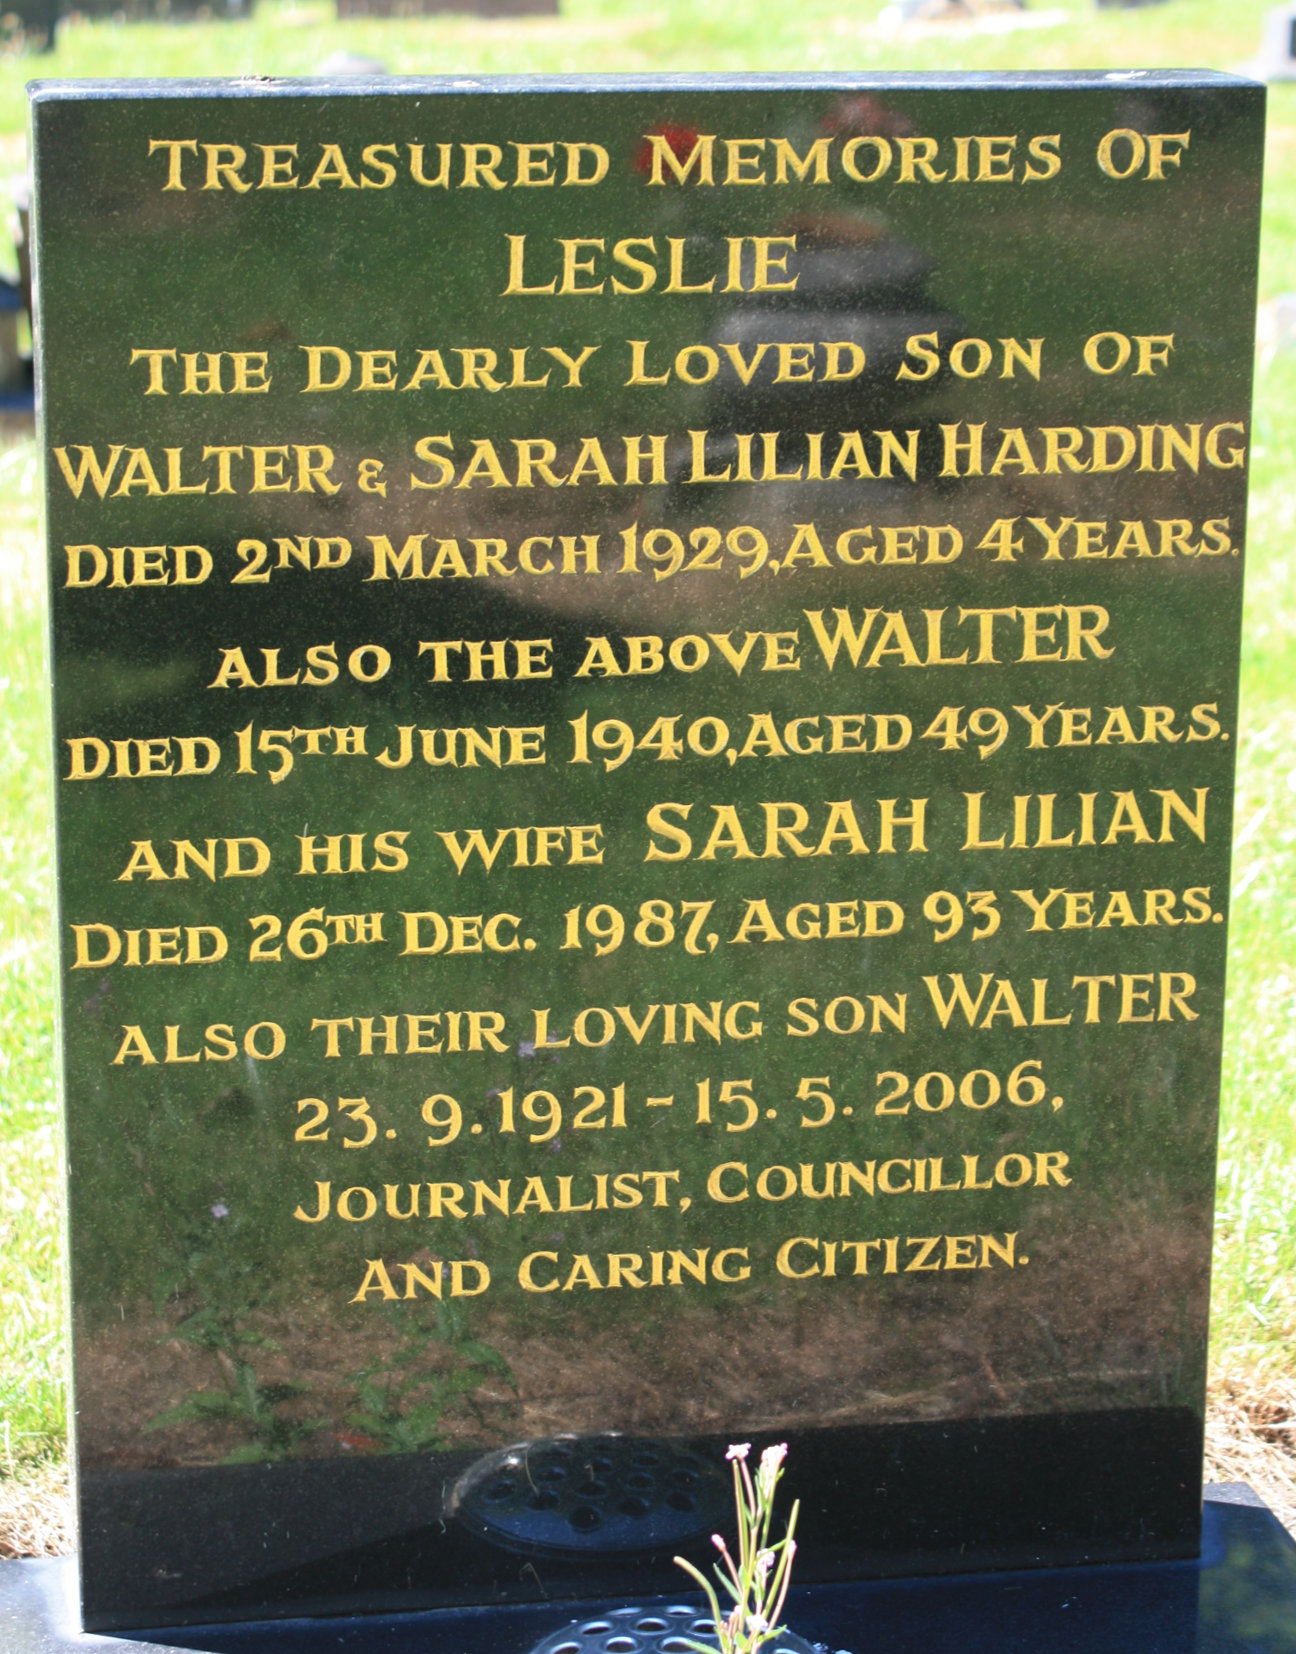 TREASURED MEMORIES OF
LESLIE
THE DEARLY LOVED SON OF
WALTER & SARAH LILIAN HARDING
DIED 2ND MARCH 1929, AGED 4 YEARS.
ALSO THE ABOVE WALTER
DIED 15TH JUNE 1940, AGED 49 YEARS.
AND HIS WIFE SARAH LILIAN
DIED 26TH DEC. 1987, AGED 93 YEARS.
ALSO THEIR LOVING SON WALTER
23. 9. 1921 - 15. 5. 2006,
JOURNALIST, COUNCILLOR
AND CARING CITIZEN.